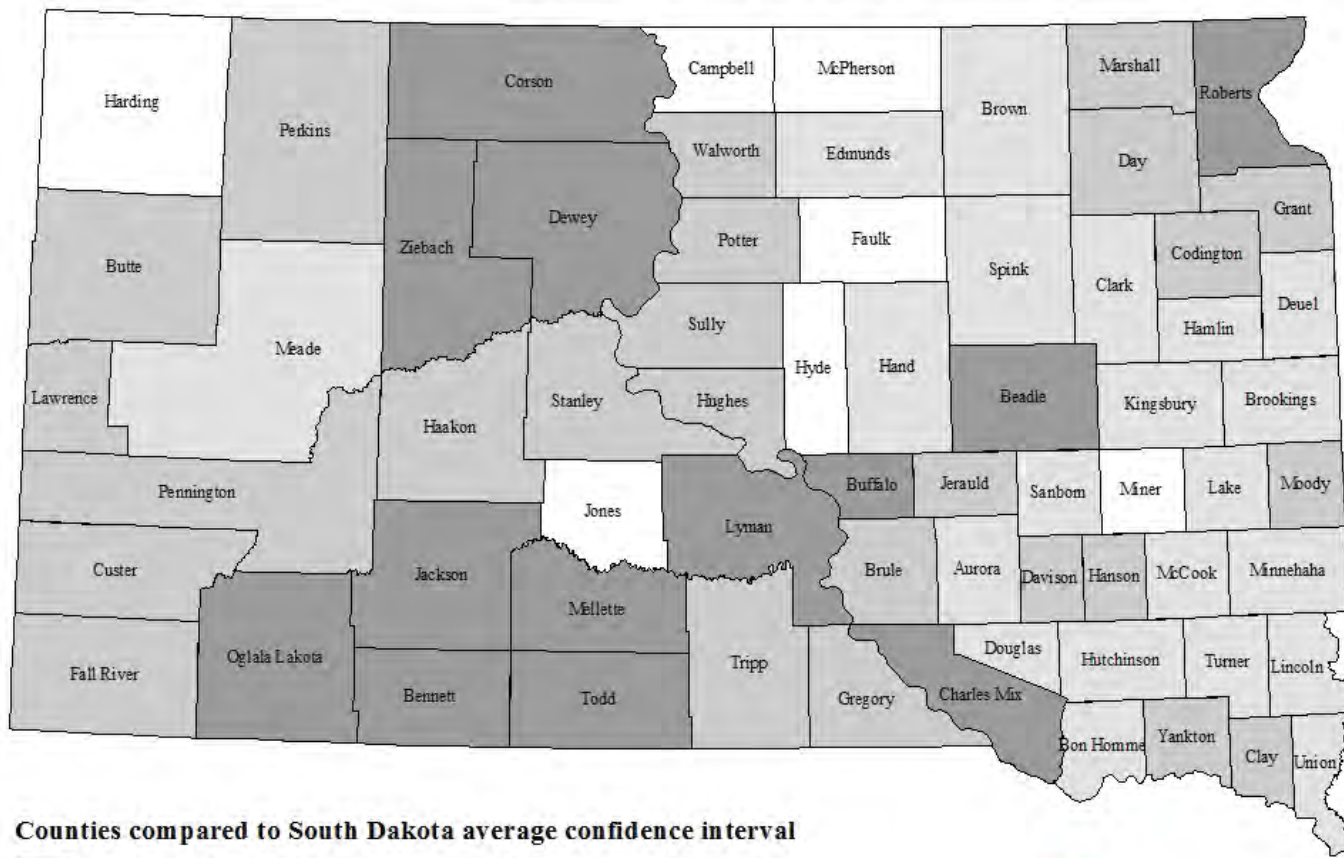 Harding
Perkins
Corson
Campbell
McPherson
Brown
Marshall
Roberts
Walworth
Edmunds
Day
Grant
Butte
Ziebach
Dewey
Potter
Faulk
Spink
Clark
Codington
Deuel
Hamlin
Meade
Sully
Hyde
Hand
Beadle
Kingsbury
Brookings
Lawrence
Haakon
Stanley
Hughes
Pennington
Jones
Lyman
Buffalo
Jerauld
Sanborn
Miner
Lake
Moody
Custer
Jackson
Mellette
Brule
Aurora
Davison
Hanson
McCook
Minnehaha
Fall River
Oglala Lakota
Bennett
Todd
Tripp
Gregory
Charles Mix
Douglas
Hutchinson
Turner
Lincoln
Bon Homme
Yankton
Clay
Union
Counties compared to South Dakota average confidence interval